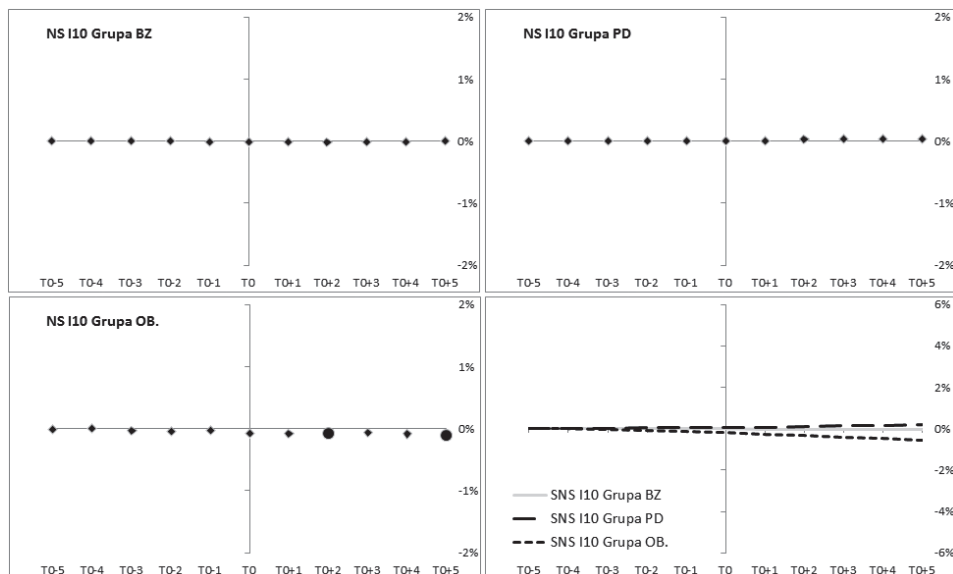 NS I10 Grupa BZ
2%
1%
0%
-1%
-2%
T0-5 T0-4 T0-3 T0-2 T0-1 T0 T0+1 T0+2 T0+3 T0+4 T0+5
NS I10 Grupa PD
2%
1%
0%
-1%
-2%
T0-5 T0-4 T0-3 T0-2 T0-1 T0 T0+1 T0+2 T0+3 T0+4 T0+5
NS I10 Grupa OB.
2%
1%
0%
-1%
-2%
T0-5 T0-4 T0-3 T0-2 T0-1 T0 T0+1 T0+2 T0+3 T0+4 T0+5
6%
4%
2%
0%
-2%
-4%
-6%
SNS I10 Grupa BZ
SNS I10 Grupa PD
SNS I10 Grupa OB.
T0-5 T0-4 T0-3 T0-2 T0-1 T0 T0+1 T0+2 T0+3 T0+4 T0+5